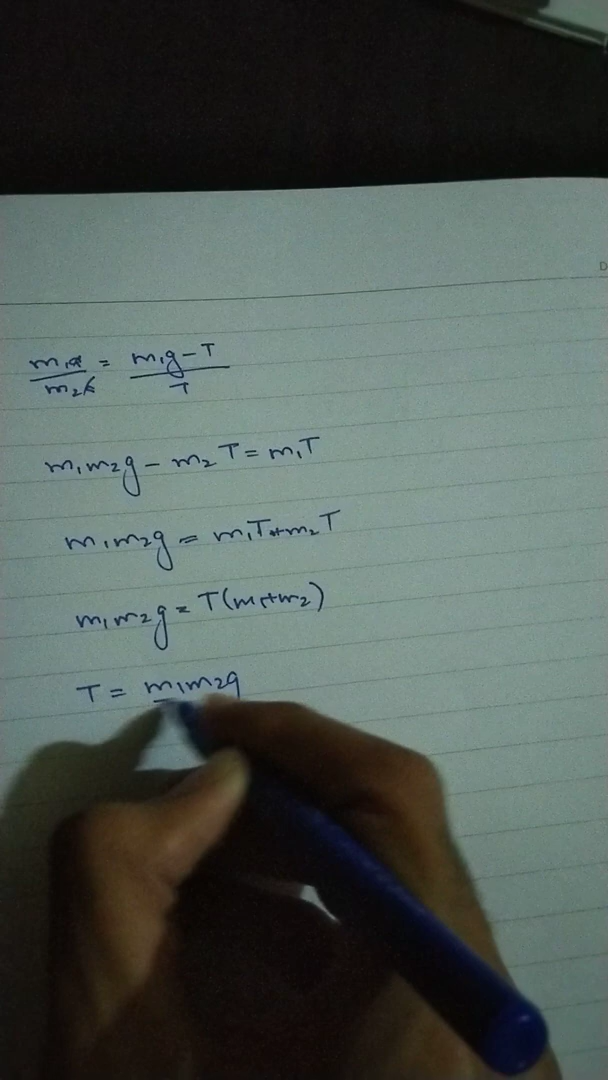 m₁a/m₂a = m₁g-T/T
m₁m₂g - m₂T = m₁T
m₁m₂g = m₁T+m₂T
m₁m₂g = T(m₁+m₂)
T = m₁m₂g